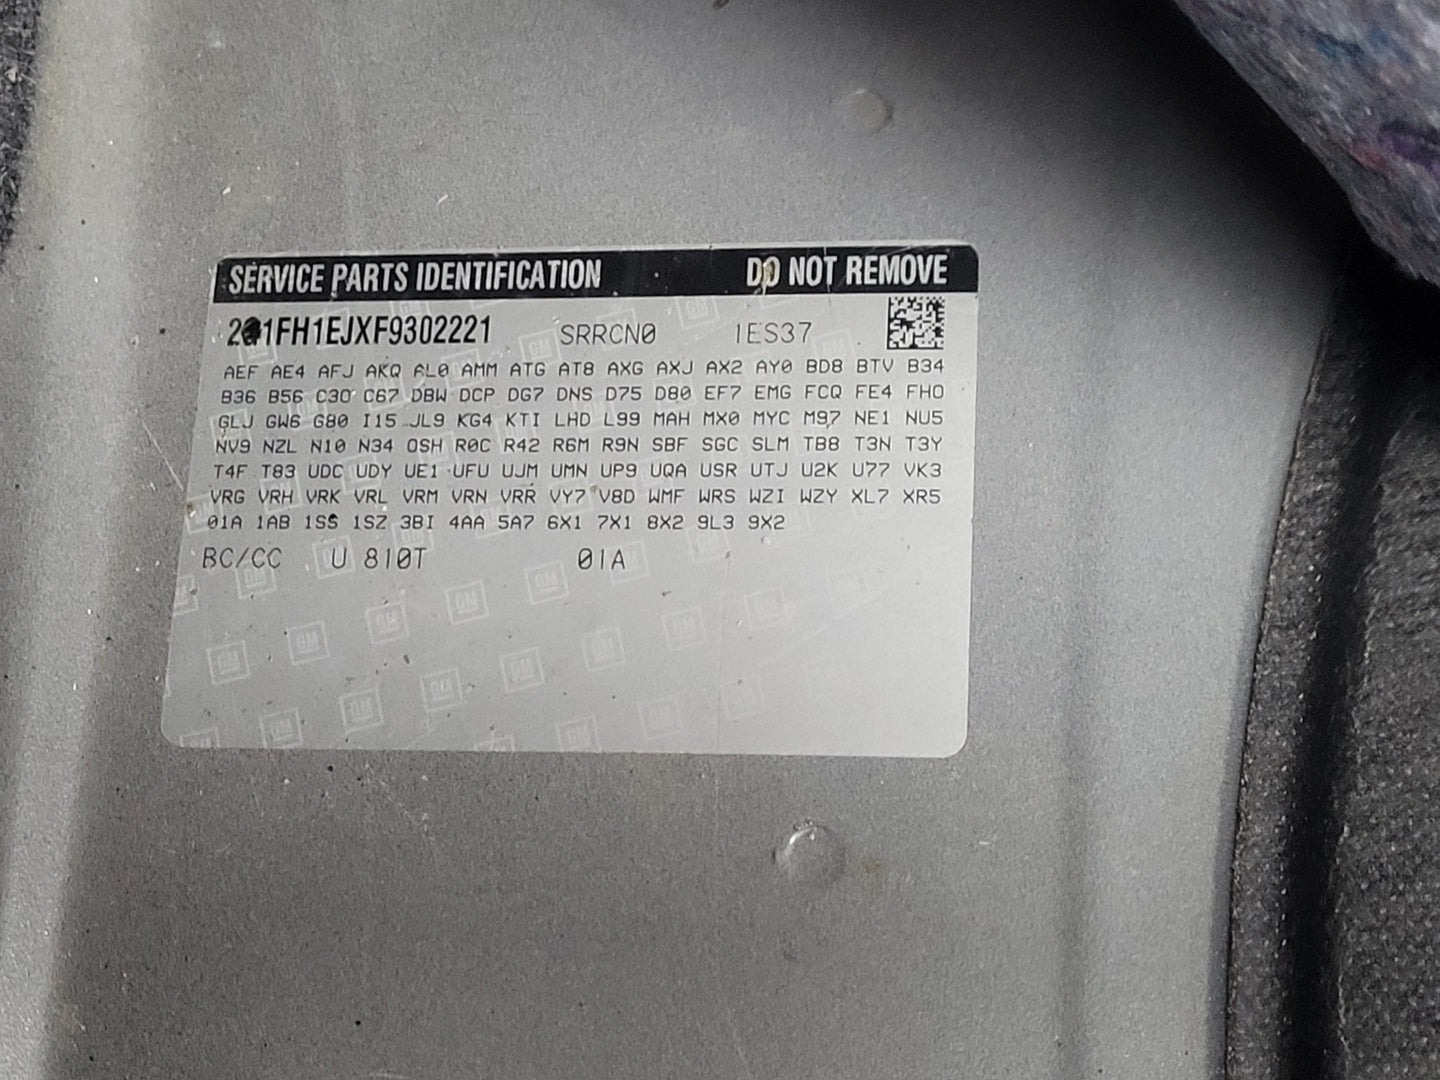 SERVICE PARTS IDENTIFICATION DO NOT REMOVE
2G1FH1EJXF9302221 SRRCN0 1ES37
AEF AE4 AFJ AKQ AL0 AMM ATG AT8 AXG AXJ AX2 AY0 BD8 BTV B34
B36 B56 C30 C67 DBW DCP DG7 DNS D75 D80 EF7 EMG FCQ FE4 FHO
GLJ GW6 G80 I15 JL9 KG4 KTI LHD L99 MAH MX0 MYC M97 NE1 NU5
NV9 NZL N10 N34 QSH R0C R42 R6M R9N SBF SGC SLM TB8 T3N T3Y
T4F T83 UDC UDY UE1 UFU UJM UMN UP9 UQA USR UTJ U2K U77 VK3
VRG VRH VRK VRL VRM VRN VRR VY7 V8D WMF WRS WZI WZY XL7 XR5
01A 1AB 1SS 1SZ 3BI 4AA 5A7 6X1 7X1 8X2 9L3 9X2
BC/CC U 810T 01A